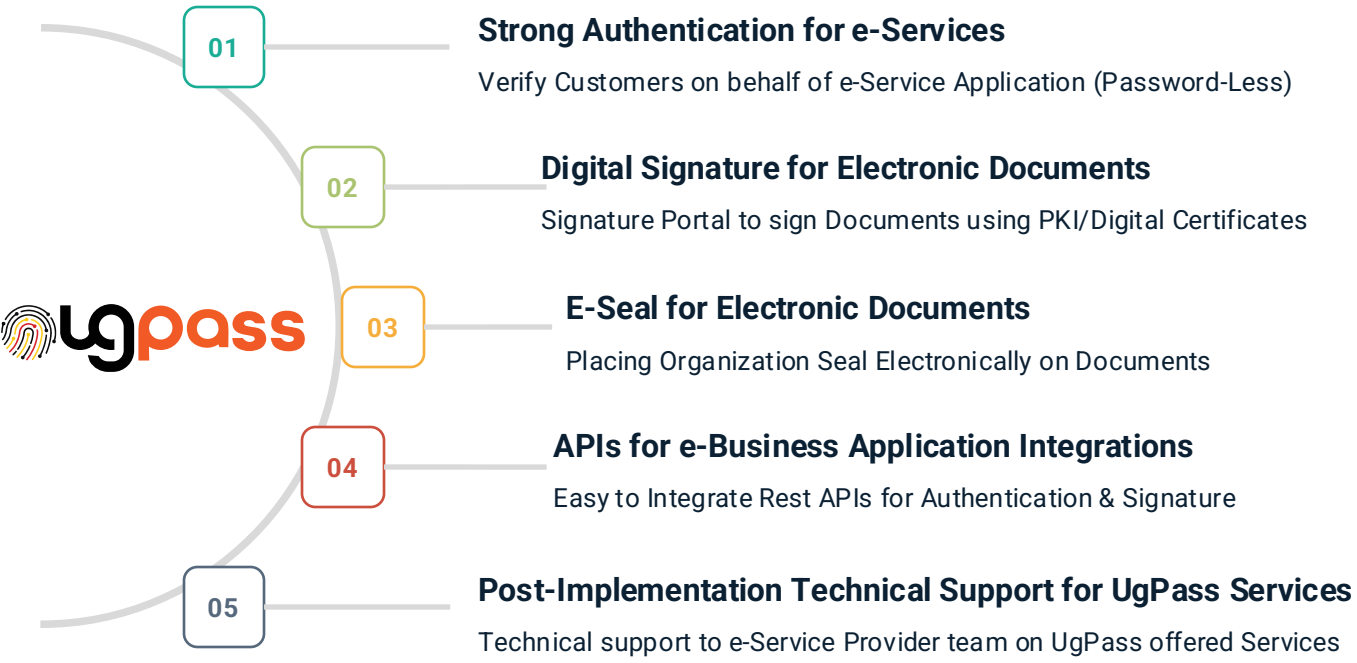 01
Strong Authentication for e-Services
Verify Customers on behalf of e-Service Application (Password-Less)
02
Digital Signature for Electronic Documents
Signature Portal to sign Documents using PKI/Digital Certificates
ugpass
03
E-Seal for Electronic Documents
Placing Organization Seal Electronically on Documents
04
APIs for e-Business Application Integrations
Easy to Integrate Rest APIs for Authentication & Signature
05
Post-Implementation Technical Support for UgPass Services
Technical support to e-Service Provider team on UgPass offered Services